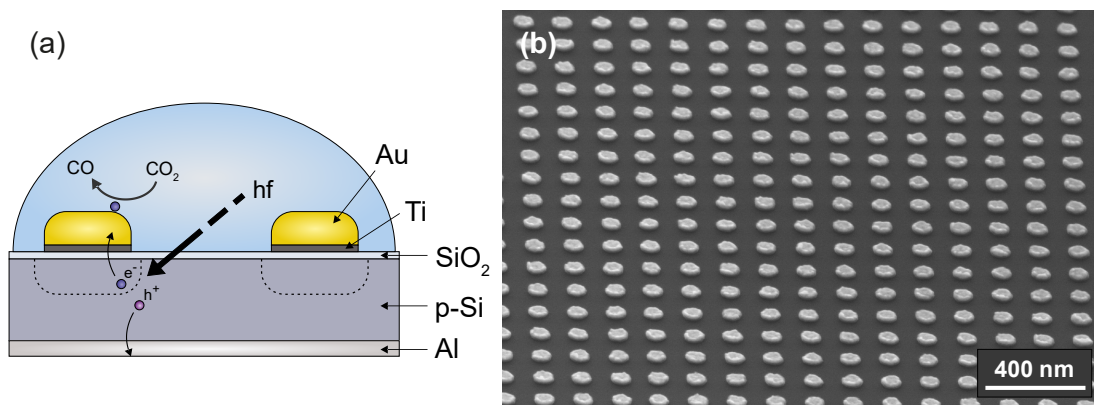 (a)
CO
CO₂
hf
Au
Ti
SiO₂
e⁻
h⁺
p-Si
Al
(b)
400 nm